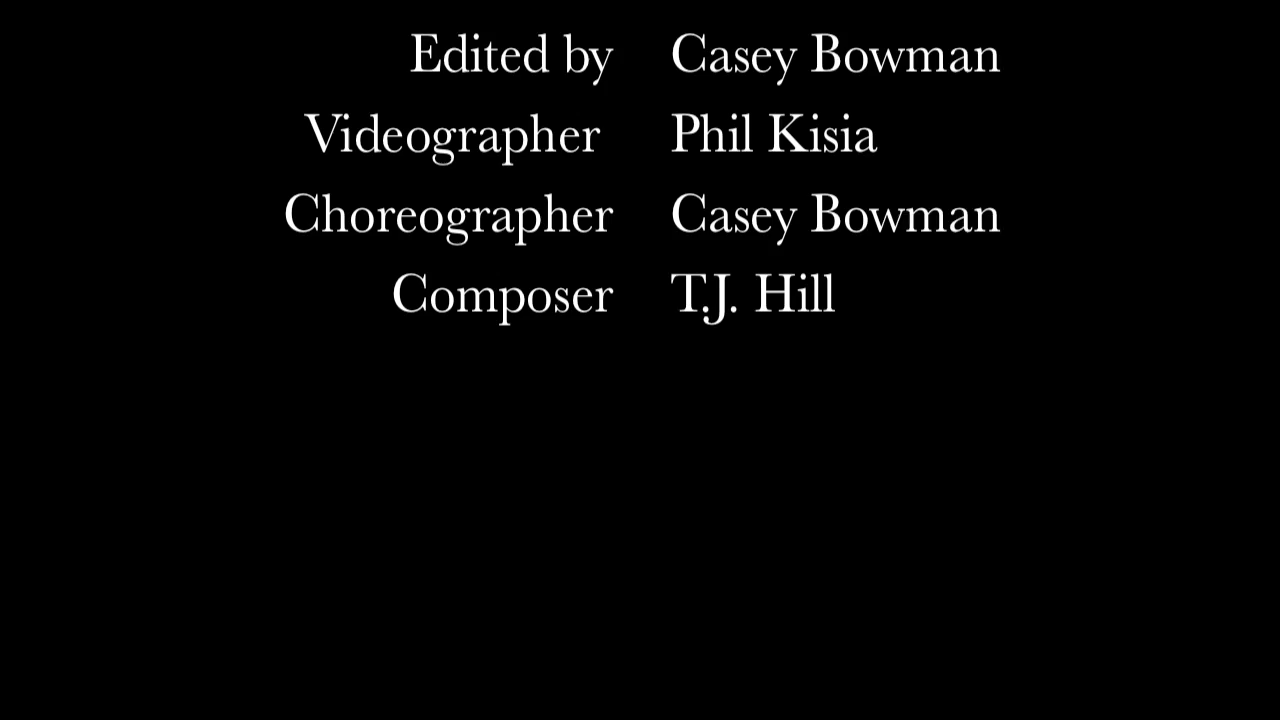 Edited by Casey Bowman
Videographer Phil Kisia
Choreographer Casey Bowman
Composer T.J. Hill